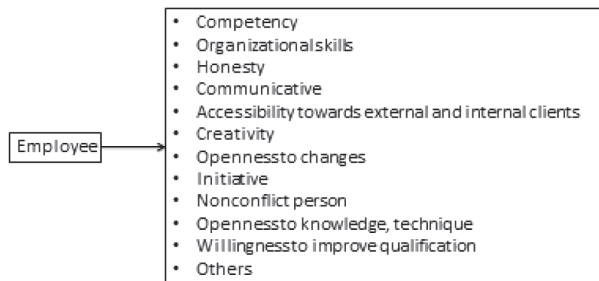 Employee
• Competency
• Organizationalskills
• Honesty
• Communicative
• Accessibility towards external and internal clients
• Creativity
• Opennessto changes
• Initiative
• Nonconflict person
• Opennessto knowledge, technique
• Willingnessto improve qualification
• Others